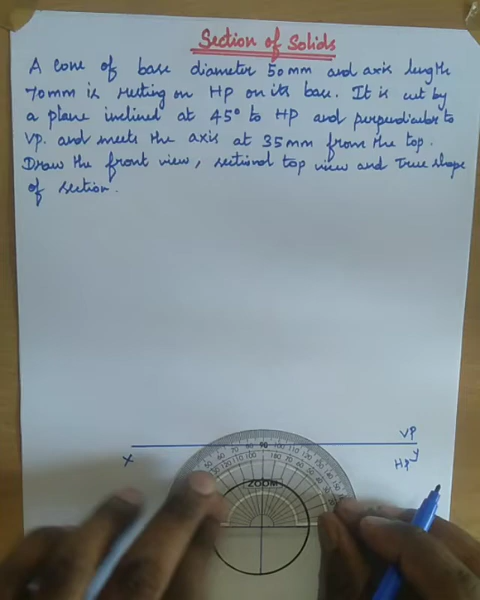 Section of Solids
A Cone of base diameter 50mm and axis length
70mm is resting on HP on its base. It is cut by
a plane inclined at 45° to HP and perpendicular to
VP. and meets the axis at 35mm from the top.
Draw the front view, sectional top view and True shape
of section.
VP
X
HP y
90
ZOOM